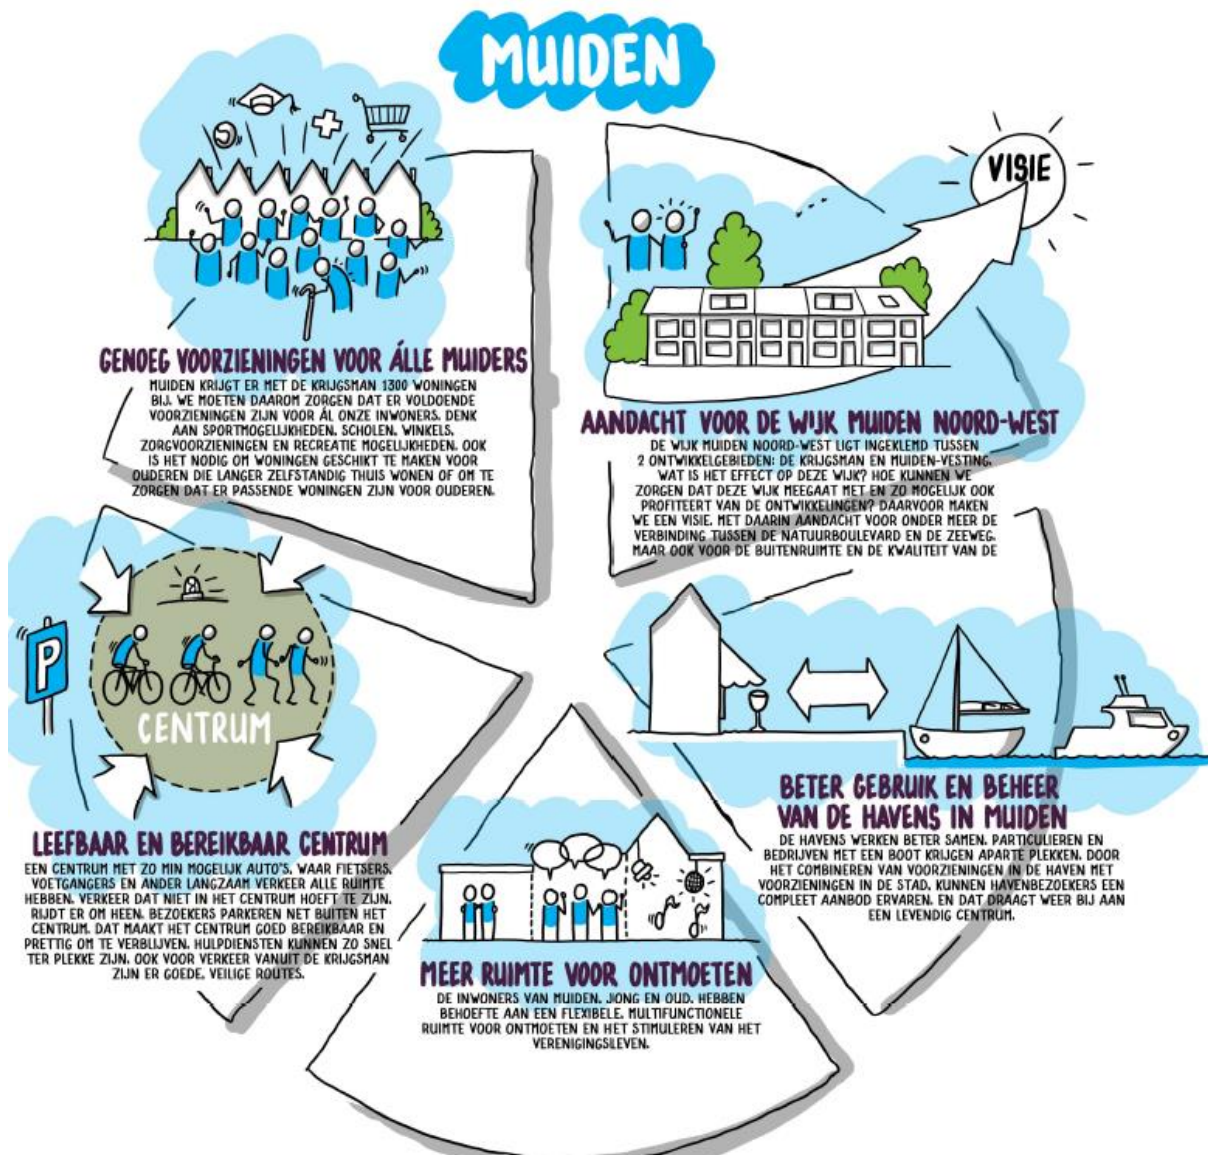 MUIDEN
GENOEG VOORZIENINGEN VOOR ÁLLE MUIDERS
MUIDEN KRIJGT ER MET DE KRIJGSMAN 1300 WONINGEN
BIJ. WE MOETEN DAAROM ZORGEN DAT ER VOLDOENDE
VOORZIENINGEN ZIJN VOOR ÁL ONZE INWONERS. DENK
AAN SPORTMOGELIJKHEDEN, SCHOLEN, WINKELS,
ZORGVOORZIENINGEN EN RECREATIE MOGELIJKHEDEN. OOK
IS HET NODIG OM WONINGEN GESCHIKT TE MAKEN VOOR
OUDEREN DIE LANGER ZELFSTANDIG THUIS WONEN OF OM TE
ZORGEN DAT ER PASSENDE WONINGEN ZIJN VOOR OUDEREN.
VISIE
AANDACHT VOOR DE WIJK MUIDEN NOORD-WEST
DE WIJK MUIDEN NOORD-WEST LIGT INGEKLEMD TUSSEN
2 ONTWIKKELGEBIEDEN: DE KRIJGSMAN EN MUIDEN-VESTING.
WAT IS HET EFFECT OP DEZE WIJK? HOE KUNNEN WE
ZORGEN DAT DEZE WIJK MEEGAAT MET EN ZO MOGELIJK OOK
PROFITEERT VAN DE ONTWIKKELINGEN? DAARVOOR MAKEN
WE EEN VISIE. MET DAARIN AANDACHT VOOR ONDER MEER DE
VERBINDING TUSSEN DE NATUURBOULEVARD EN DE ZEEWEG.
MAAR OOK VOOR DE BUITENRUIMTE EN DE KWALITEIT VAN DE
P
CENTRUM
LEEFBAAR EN BEREIKBAAR CENTRUM
EEN CENTRUM MET ZO MIN MOGELIJK AUTO'S, WAAR FIETSERS,
VOETGANGERS EN ANDER LANGZAAM VERKEER ALLE RUIMTE
HEBBEN. VERKEER DAT NIET IN HET CENTRUM HOEFT TE ZIJN,
RIJDT ER OM HEEN. BEZOEKERS PARKEREN NET BUITEN HET
CENTRUM. DAT MAAKT HET CENTRUM GOED BEREIKBAAR EN
PRETTIG OM TE VERBLIJVEN. HULPDIENSTEN KUNNEN ZO SNEL
TER PLEKKE ZIJN. OOK VOOR VERKEER VANUIT DE KRIJGSMAN
ZIJN ER GOEDE, VEILIGE ROUTES.
MEER RUIMTE VOOR ONTMOETEN
DE INWONERS VAN MUIDEN, JONG EN OUD, HEBBEN
BEHOEFTE AAN EEN FLEXIBELE, MULTIFUNCTIONELE
RUIMTE VOOR ONTMOETEN EN HET STIMULEREN VAN HET
VERENIGINGSLEVEN.
BETER GEBRUIK EN BEHEER
VAN DE HAVENS IN MUIDEN
DE HAVENS WERKEN BETER SAMEN. PARTICULIEREN EN
BEDRIJVEN MET EEN BOOT KRIJGEN APARTE PLEKKEN. DOOR
HET COMBINEREN VAN VOORZIENINGEN IN DE HAVEN MET
VOORZIENINGEN IN DE STAD, KUNNEN HAVENBEZOEKERS EEN
COMPLEET AANBOD ERVAREN. EN DAT DRAAGT WEER BIJ AAN
EEN LEVENDIG CENTRUM.